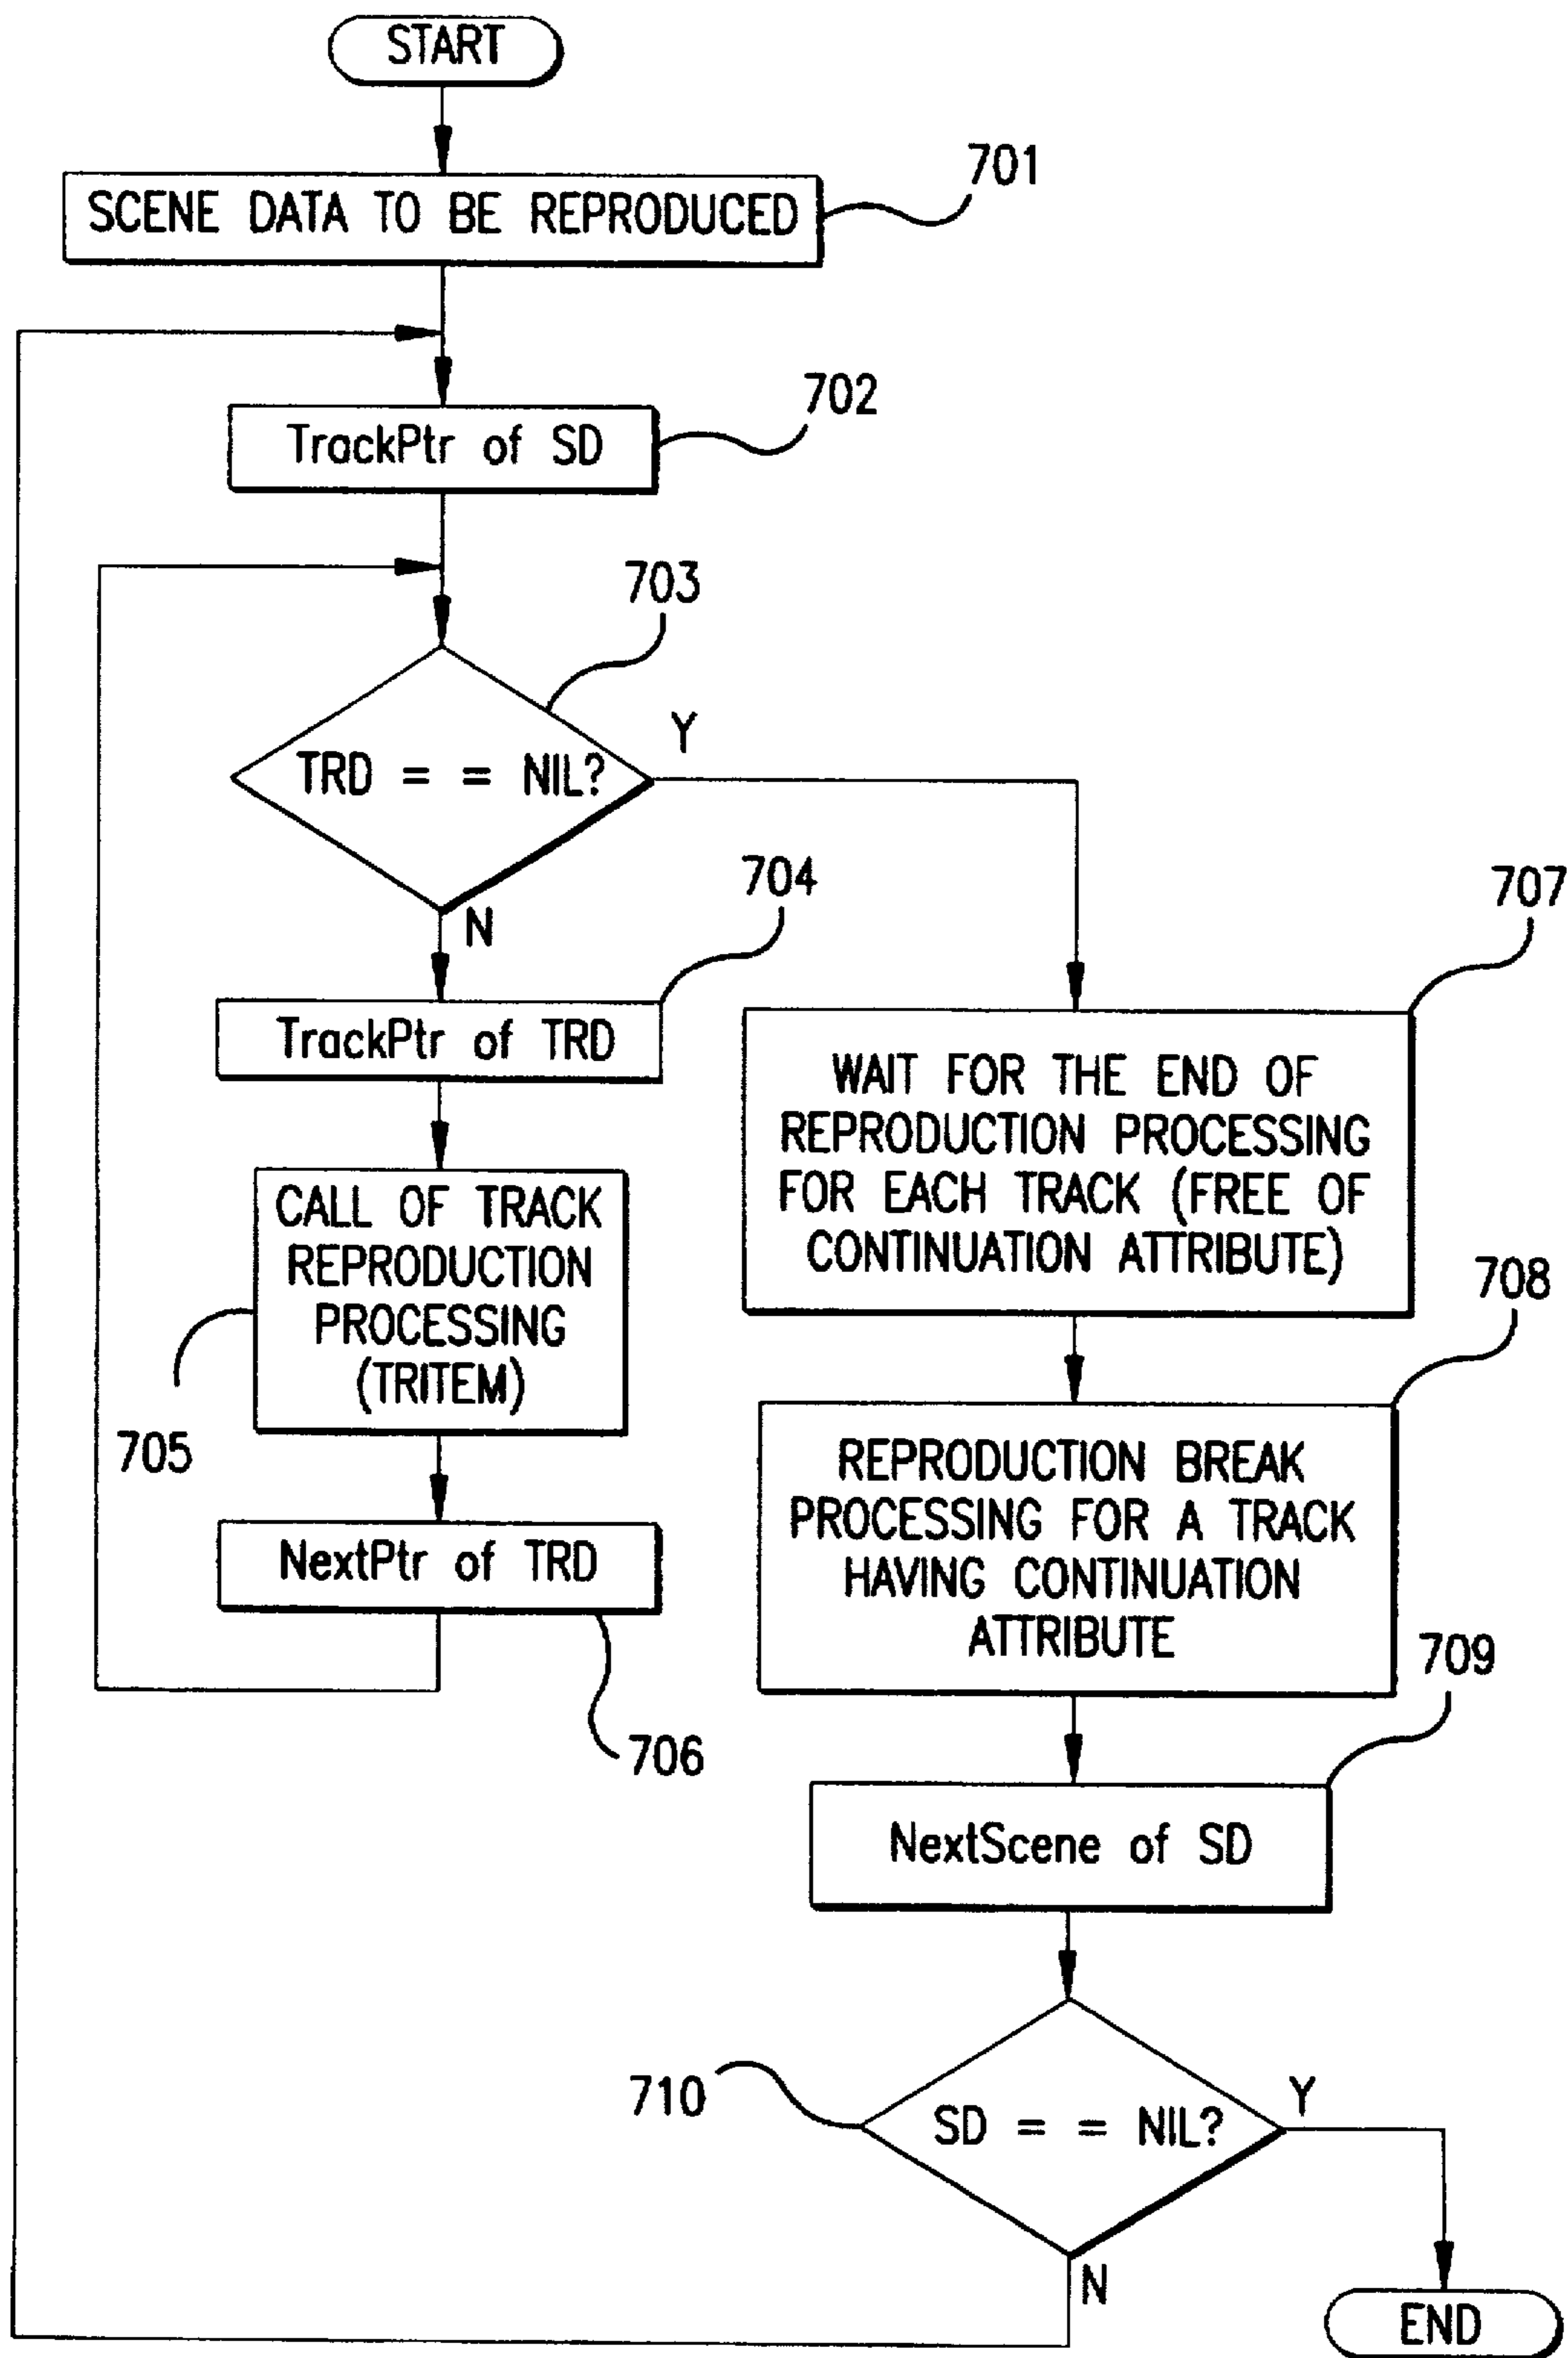 START
701
SCENE DATA TO BE REPRODUCED
702
TrackPtr of SD
703
TRD = = NIL?
Y
N
704
TrackPtr of TRD
705
CALL OF TRACK
REPRODUCTION
PROCESSING
(TRITEM)
NextPtr of TRD
706
707
WAIT FOR THE END OF
REPRODUCTION PROCESSING
FOR EACH TRACK (FREE OF
CONTINUATION ATTRIBUTE)
708
REPRODUCTION BREAK
PROCESSING FOR A TRACK
HAVING CONTINUATION
ATTRIBUTE
709
NextScene of SD
710
SD = = NIL?
Y
N
END